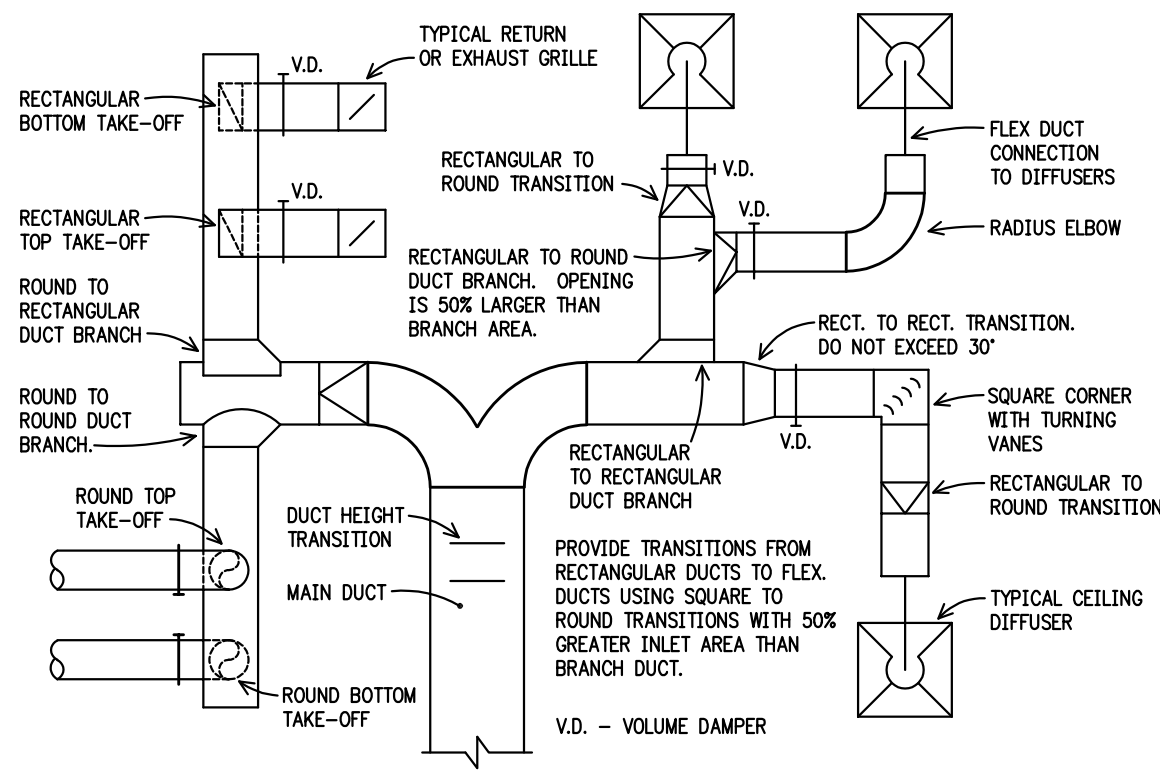 TYPICAL RETURN
OR EXHAUST GRILLE
V.D.
RECTANGULAR
BOTTOM TAKE-OFF
FLEX DUCT
CONNECTION
TO DIFFUSERS
RECTANGULAR TO
ROUND TRANSITION
V.D.
V.D.
RECTANGULAR
TOP TAKE-OFF
V.D.
RADIUS ELBOW
RECTANGULAR TO ROUND
DUCT BRANCH. OPENING
IS 50% LARGER THAN
BRANCH AREA.
ROUND TO
RECTANGULAR
DUCT BRANCH
RECT. TO RECT. TRANSITION.
DO NOT EXCEED 30°
ROUND TO
ROUND DUCT
BRANCH.
SQUARE CORNER
WITH TURNING
VANES
V.D.
RECTANGULAR
TO RECTANGULAR
DUCT BRANCH
RECTANGULAR TO
ROUND TRANSITION
ROUND TOP
TAKE-OFF
DUCT HEIGHT
TRANSITION
MAIN DUCT
PROVIDE TRANSITIONS FROM
RECTANGULAR DUCTS TO FLEX.
DUCTS USING SQUARE TO
ROUND TRANSITIONS WITH 50%
GREATER INLET AREA THAN
BRANCH DUCT.
TYPICAL CEILING
DIFFUSER
ROUND BOTTOM
TAKE-OFF
V.D. - VOLUME DAMPER